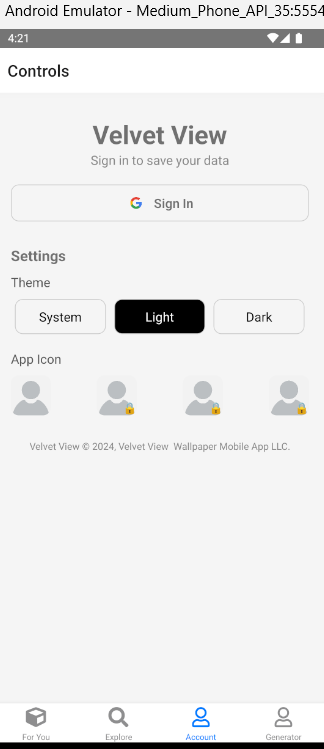 Android Emulator - Medium_Phone_API_35:5554
4:21
Controls
Velvet View
Sign in to save your data
Sign In
Settings
Theme
System Light Dark
App Icon
Velvet View © 2024, Velvet View Wallpaper Mobile App LLC.
For You Explore Account Generator